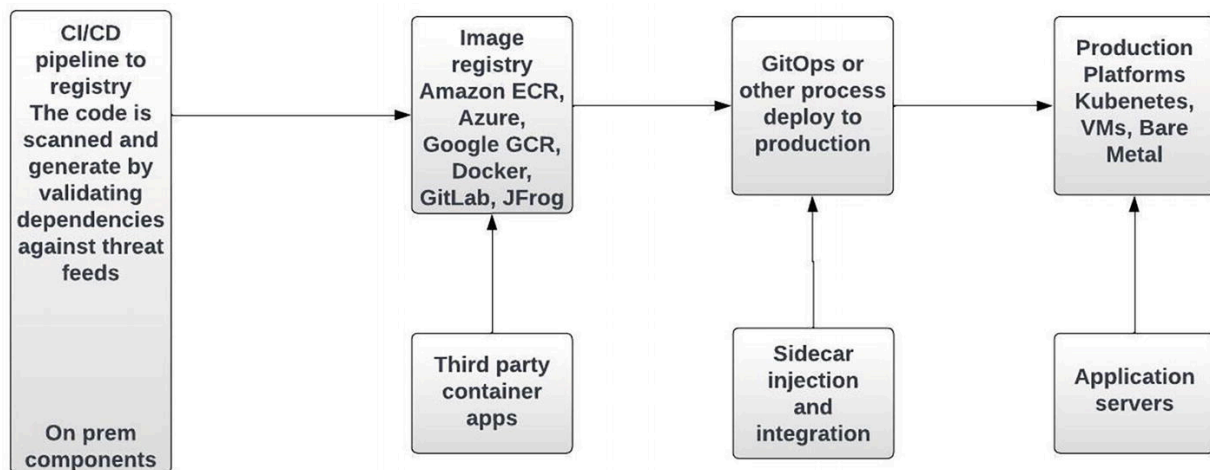 CI/CD
pipeline to
registry
The code is
scanned and
generate by
validating
dependencies
against threat
feeds
On prem
components
Image
registry
Amazon ECR,
Azure,
Google GCR,
Docker,
GitLab, JFrog
Third party
container
apps
GitOps or
other process
deploy to
production
Sidecar
injection
and
integration
Production
Platforms
Kubenetes,
VMs, Bare
Metal
Application
servers